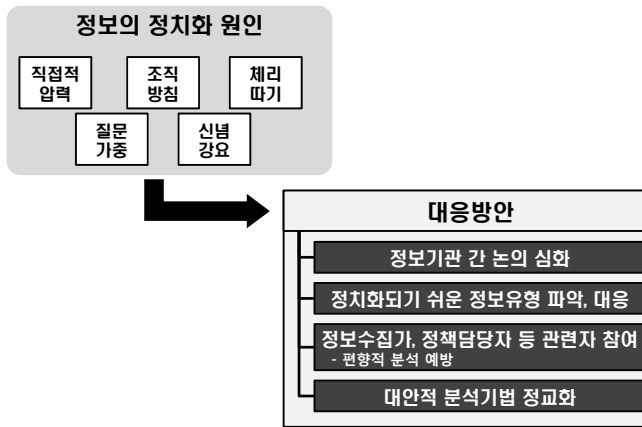 정보의 정치화 원인
직접적
압력
조직
방침
체리
따기
질문
가중
신념
강요
대응방안
정보기관 간 논의 심화
정치화되기 쉬운 정보유형 파악, 대응
정보수집가, 정책담당자 등 관련자 참여
- 편향적 분석 예방
대안적 분석기법 정교화